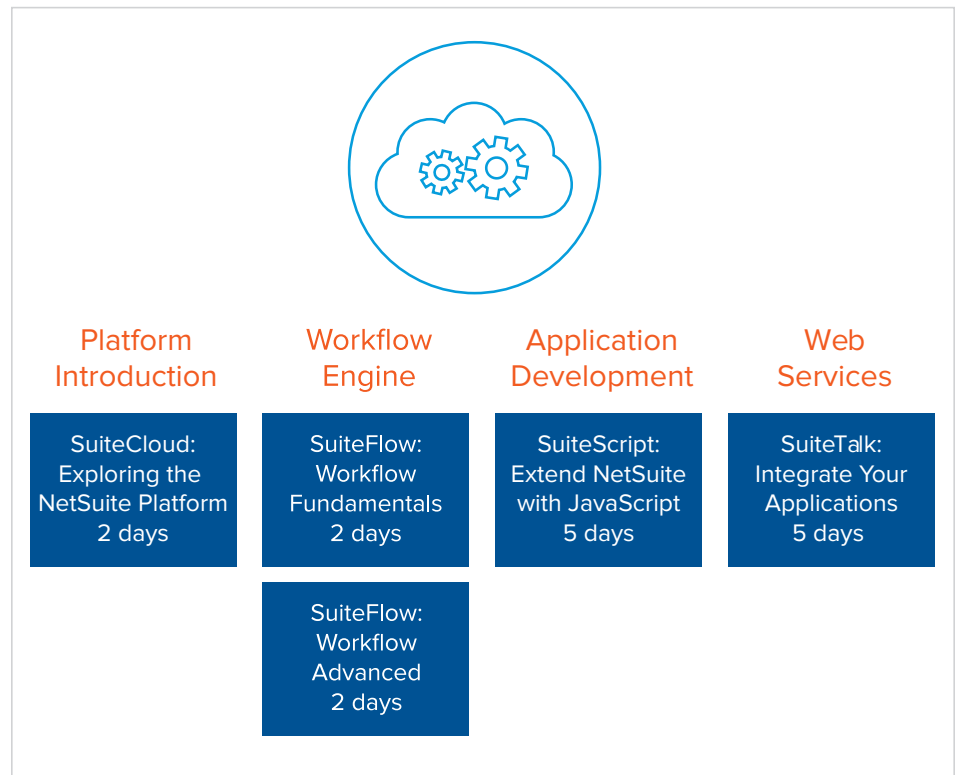 Platform
Introduction
SuiteCloud:
Exploring the
NetSuite Platform
2 days
Workflow
Engine
SuiteFlow:
Workflow
Fundamentals
2 days
SuiteFlow:
Workflow
Advanced
2 days
Application
Development
SuiteScript:
Extend NetSuite
with JavaScript
5 days
Web
Services
SuiteTalk:
Integrate Your
Applications
5 days